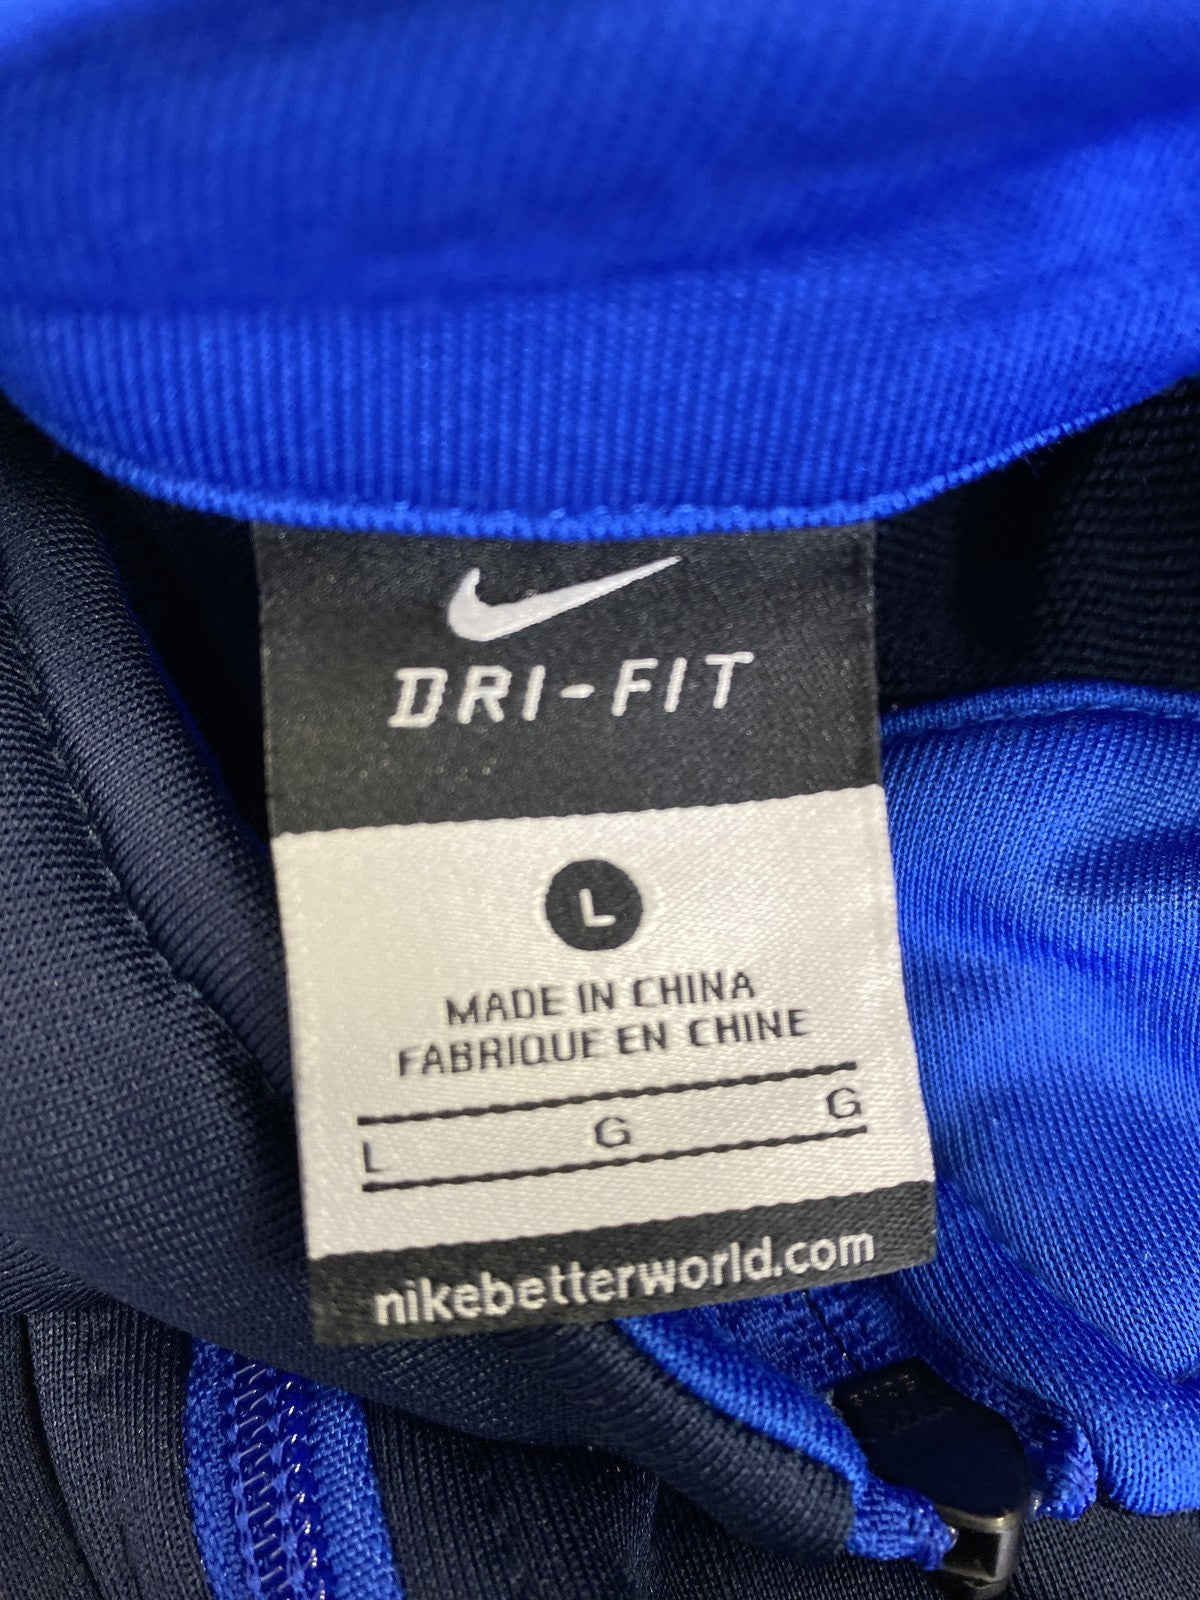 DRI-FIT
L
MADE IN CHINA
FABRIQUE EN CHINE
L G G
nikebetterworld.com